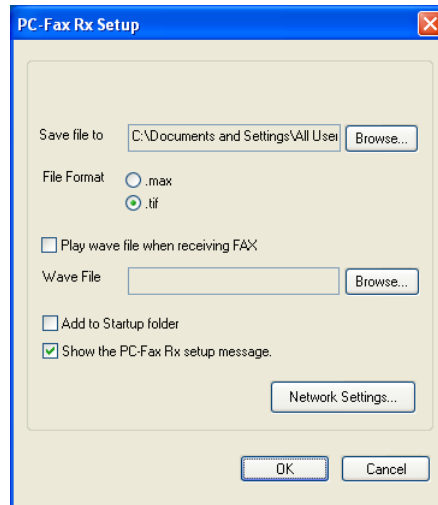 PC-Fax Rx Setup
Save file to C:\Documents and Settings\All User Browse...
File Format .max
.tif
Play wave file when receiving FAX
Wave File Browse...
Add to Startup folder
Show the PC-Fax Rx setup message.
Network Settings...
OK Cancel